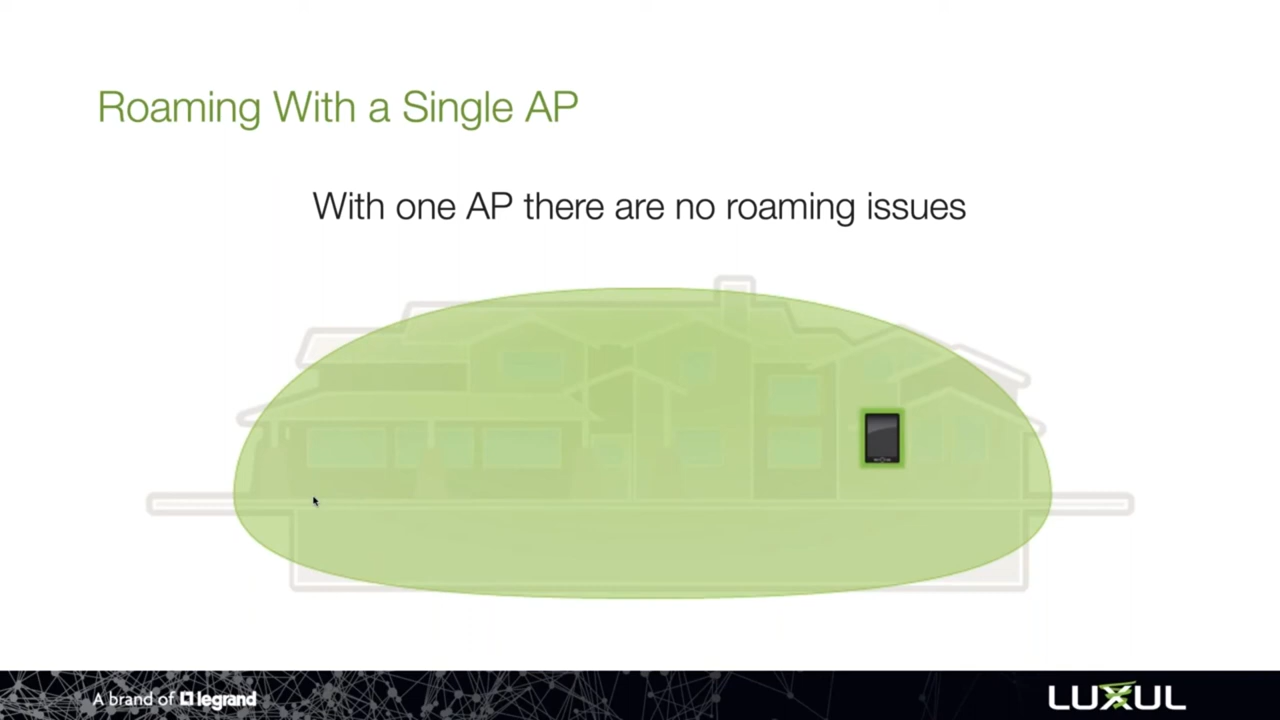 Roaming With a Single AP
With one AP there are no roaming issues
A brand of legrand
LUXUL